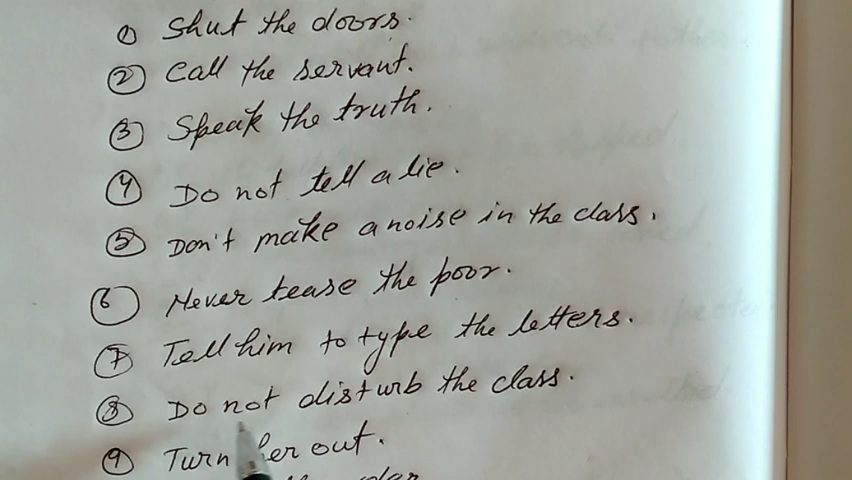 ① Shut the doors.
② Call the servant.
③ Speak the truth.
④ Do not tell a lie.
⑤ Don't make a noise in the class.
⑥ Never tease the poor.
⑦ Tell him to type the letters.
⑧ Do not disturb the class.
⑨ Turn her out.